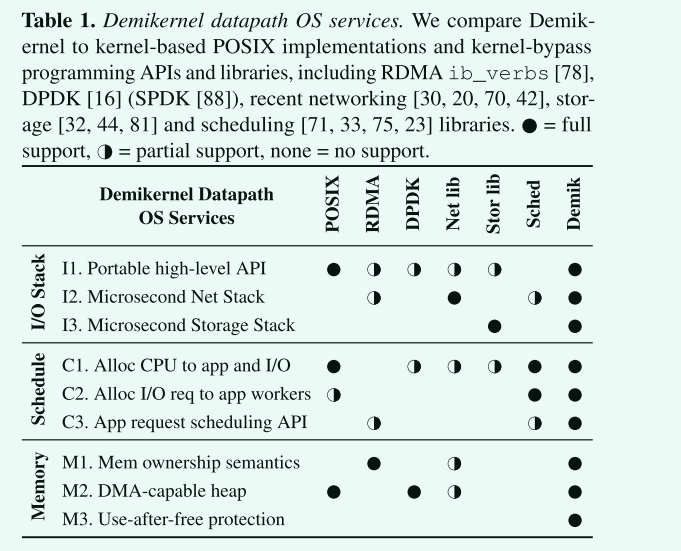 Table 1. Demikernel datapath OS services. We compare Demik-
ernel to kernel-based POSIX implementations and kernel-bypass
programming APIs and libraries, including RDMA ib_verbs [78],
DPDK [16] (SPDK [88]), recent networking [30, 20, 70, 42], stor-
age [32, 44, 81] and scheduling [71, 33, 75, 23] libraries. ● = full
support, ◑ = partial support, none = no support.
Demikernel Datapath
OS Services
POSIX
RDMA
DPDK
Net lib
Stor lib
Sched
Demik
I/O Stack
I1. Portable high-level API ● ◑ ◑ ◑ ◑ ●
I2. Microsecond Net Stack ◑ ● ◑ ●
I3. Microsecond Storage Stack ● ●
Schedule
C1. Alloc CPU to app and I/O ● ◑ ◑ ◑ ● ●
C2. Alloc I/O req to app workers ◑ ● ●
C3. App request scheduling API ◑ ◑ ●
Memory
M1. Mem ownership semantics ● ◑ ●
M2. DMA-capable heap ● ● ◑ ●
M3. Use-after-free protection ●